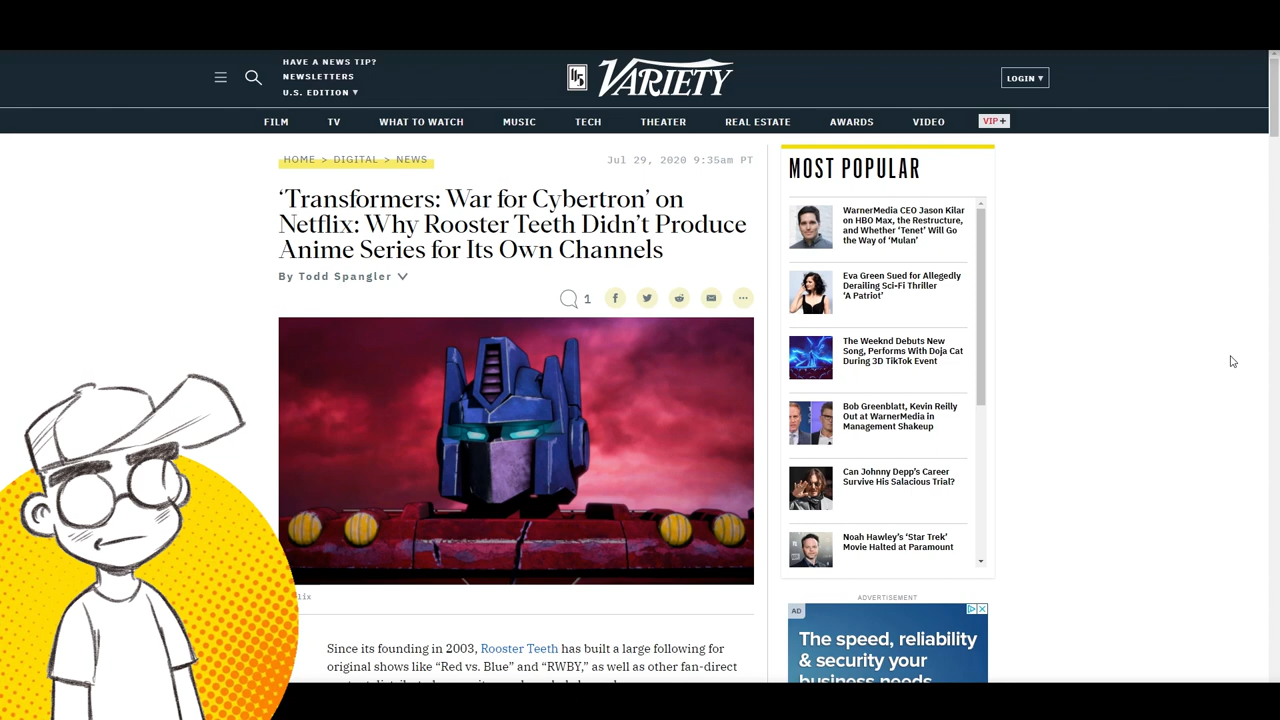 HAVE A NEWS TIP?
NEWSLETTERS
U.S. EDITION ▾
VARIETY
LOGIN ▾
FILM TV WHAT TO WATCH MUSIC TECH THEATER REAL ESTATE AWARDS VIDEO VIP+
HOME > DIGITAL > NEWS
Jul 29, 2020 9:35am PT
‘Transformers: War for Cybertron’ on
Netflix: Why Rooster Teeth Didn’t Produce
Anime Series for Its Own Channels
By Todd Spangler
1
lix
Since its founding in 2003, Rooster Teeth has built a large following for
original shows like “Red vs. Blue” and “RWBY,” as well as other fan-direct
MOST POPULAR
WarnerMedia CEO Jason Kilar
on HBO Max, the Restructure,
and Whether ‘Tenet’ Will Go
the Way of ‘Mulan’
Eva Green Sued for Allegedly
Derailing Sci-Fi Thriller
‘A Patriot’
The Weeknd Debuts New
Song, Performs With Doja Cat
During 3D TikTok Event
Bob Greenblatt, Kevin Reilly
Out at WarnerMedia in
Management Shakeup
Can Johnny Depp’s Career
Survive His Salacious Trial?
Noah Hawley’s ‘Star Trek’
Movie Halted at Paramount
ADVERTISEMENT
AD
The speed, reliability
& security your
business needs